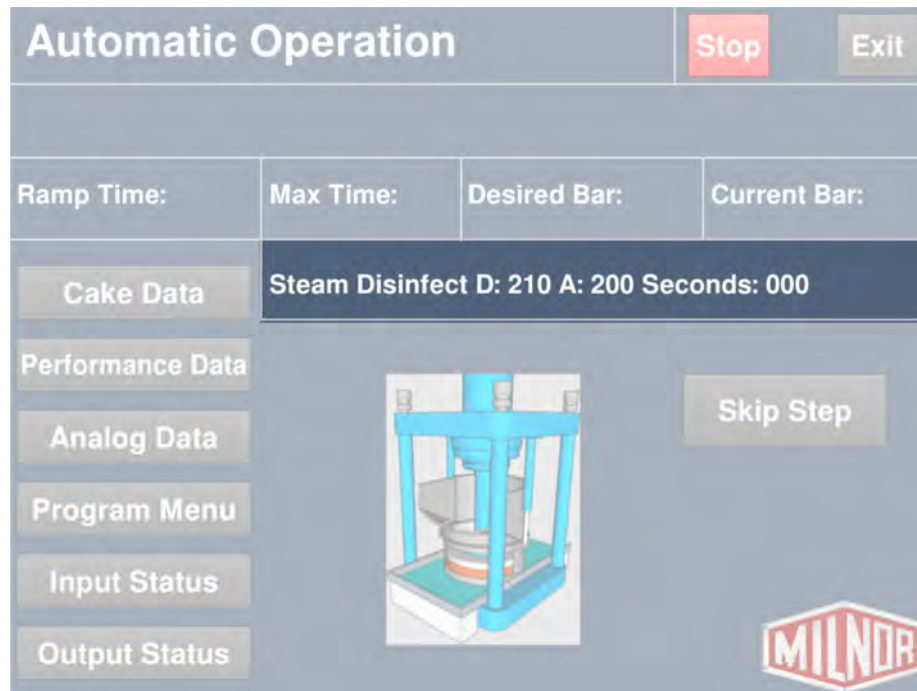 Automatic Operation
Stop
Exit
Ramp Time:
Max Time:
Desired Bar:
Current Bar:
Cake Data
Steam Disinfect D: 210 A: 200 Seconds: 000
Performance Data
Analog Data
Skip Step
Program Menu
Input Status
Output Status
MILNOR